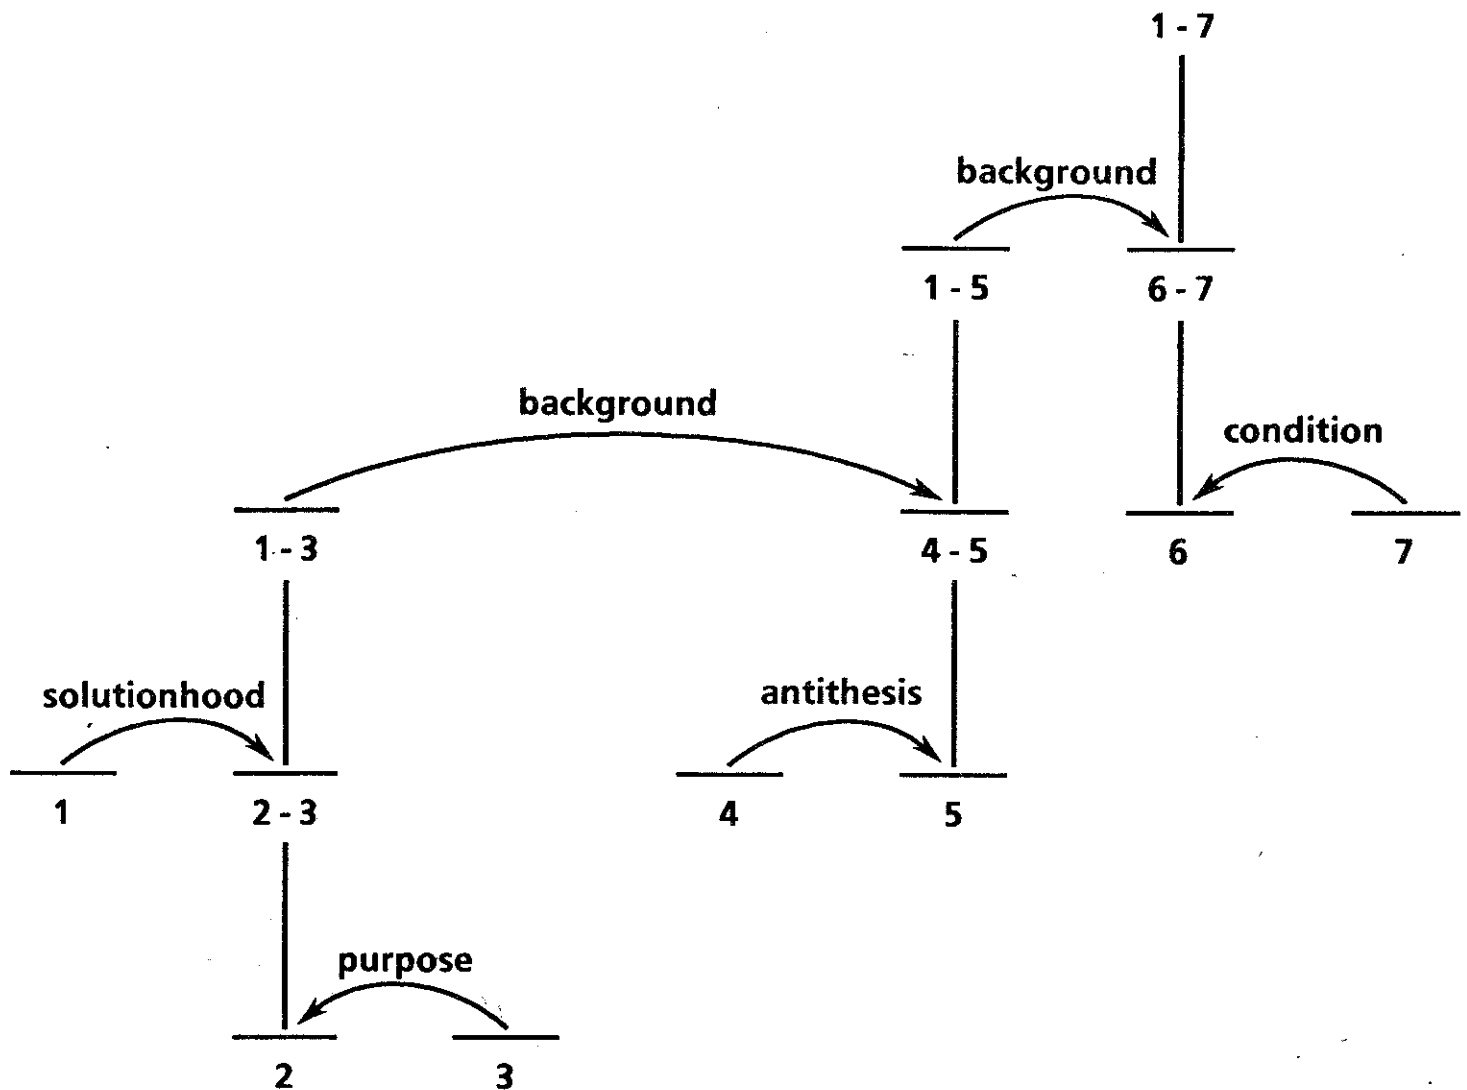 1 - 7
background
1 - 5
6 - 7
background
condition
1 - 3
4 - 5
6
7
solutionhood
antithesis
1
2 - 3
4
5
purpose
2
3